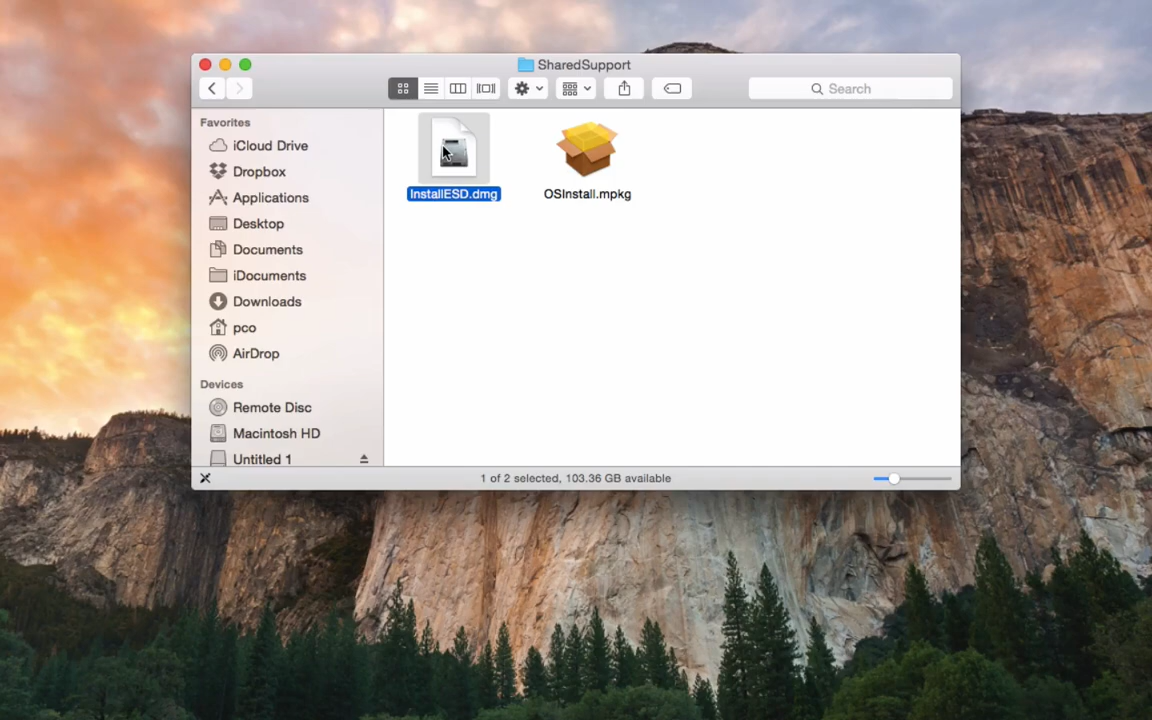 SharedSupport
Search
Favorites
iCloud Drive
Dropbox
Applications
Desktop
Documents
iDocuments
Downloads
pco
AirDrop
Devices
Remote Disc
Macintosh HD
Untitled 1
InstallESD.dmg
OSInstall.mpkg
1 of 2 selected, 103.36 GB available